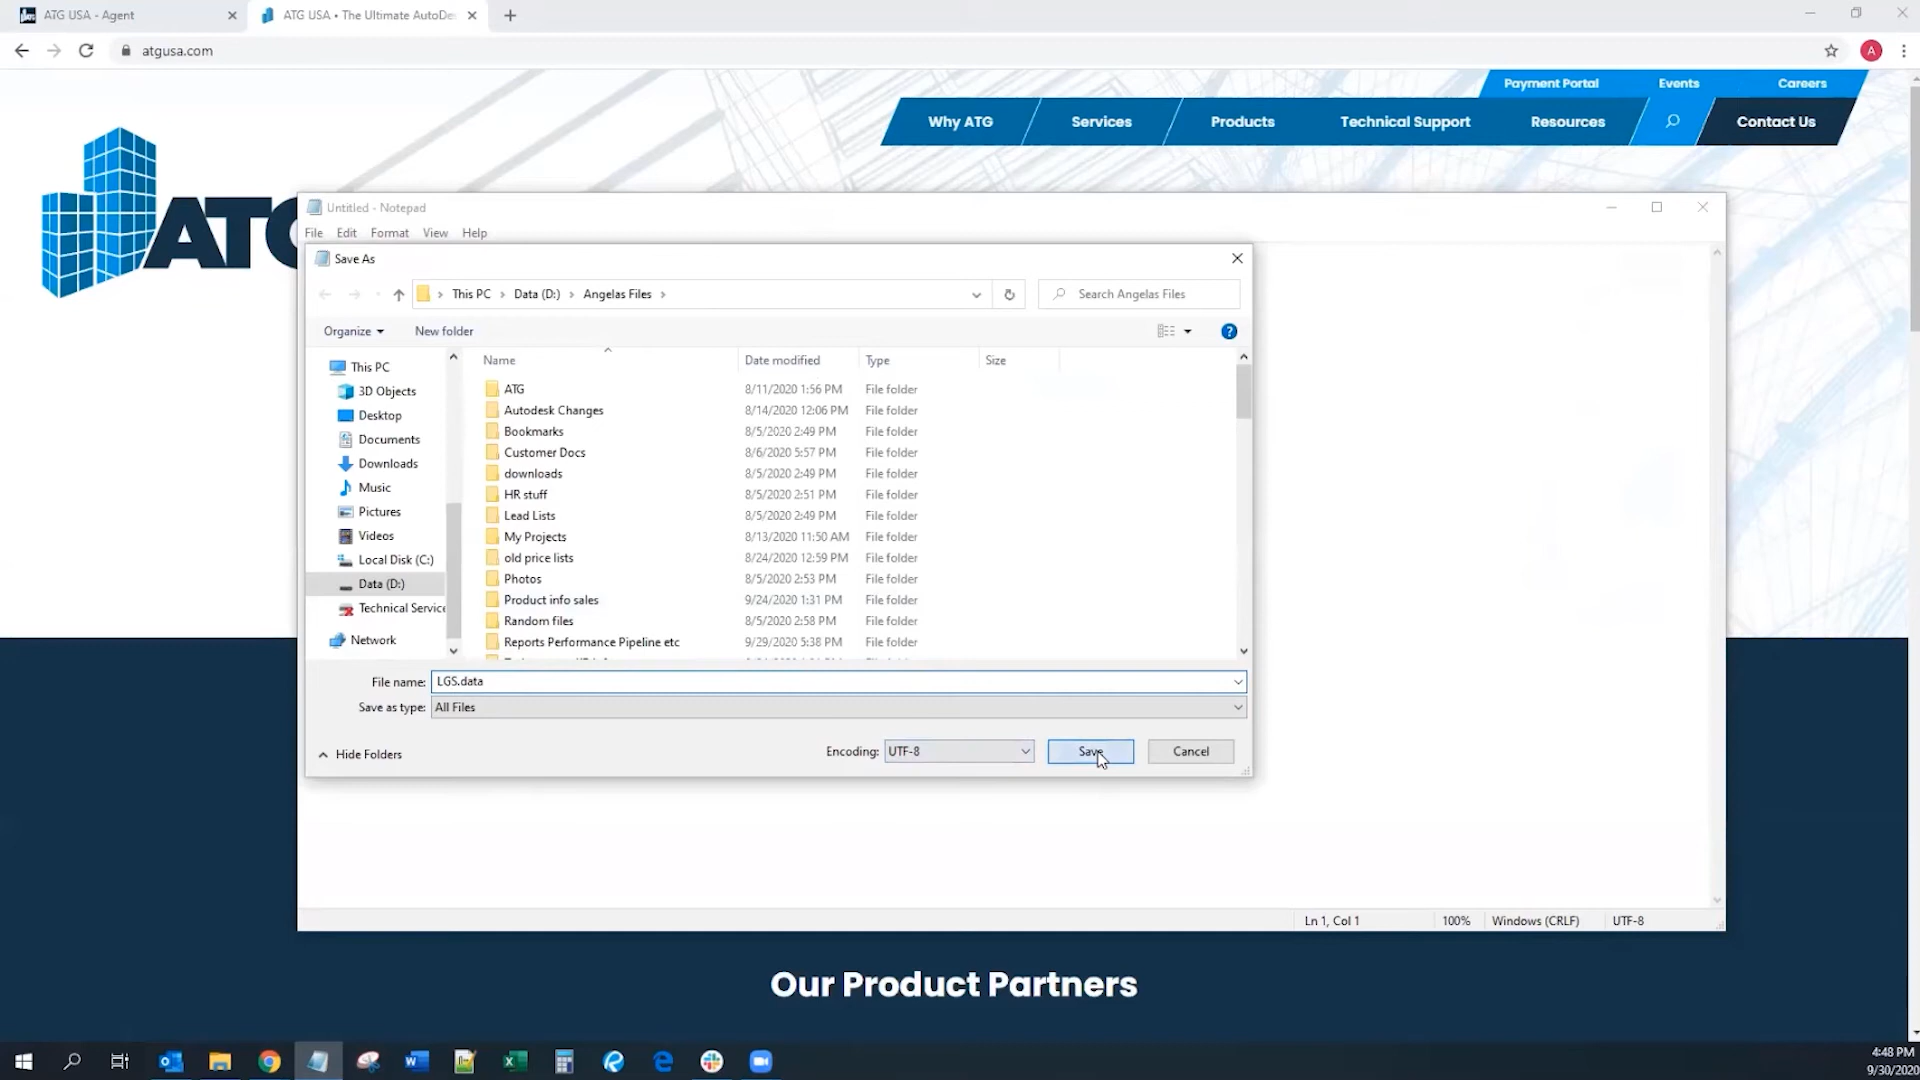 ATG USA - Agent
ATG USA • The Ultimate AutoDe
atgusa.com
A
Payment Portal Events Careers
Why ATG Services Products Technical Support Resources Contact Us
ATG
Untitled - Notepad
File Edit Format View Help
Save As
This PC › Data (D:) › Angelas Files ›
Search Angelas Files
Organize New folder
Name Date modified Type Size
This PC
3D Objects
Desktop
Documents
Downloads
Music
Pictures
Videos
Local Disk (C:)
Data (D:)
Technical Service
Network
ATG 8/11/2020 1:56 PM File folder
Autodesk Changes 8/14/2020 12:06 PM File folder
Bookmarks 8/5/2020 2:49 PM File folder
Customer Docs 8/6/2020 5:57 PM File folder
downloads 8/5/2020 2:49 PM File folder
HR stuff 8/5/2020 2:51 PM File folder
Lead Lists 8/5/2020 2:49 PM File folder
My Projects 8/13/2020 11:50 AM File folder
old price lists 8/24/2020 12:59 PM File folder
Photos 8/5/2020 2:53 PM File folder
Product info sales 9/24/2020 1:31 PM File folder
Random files 8/5/2020 2:58 PM File folder
Reports Performance Pipeline etc 9/29/2020 5:38 PM File folder
File name: LGS.data
Save as type: All Files
Hide Folders
Encoding: UTF-8
Save Cancel
Ln 1, Col 1 100% Windows (CRLF) UTF-8
Our Product Partners
4:48 PM
9/30/2020